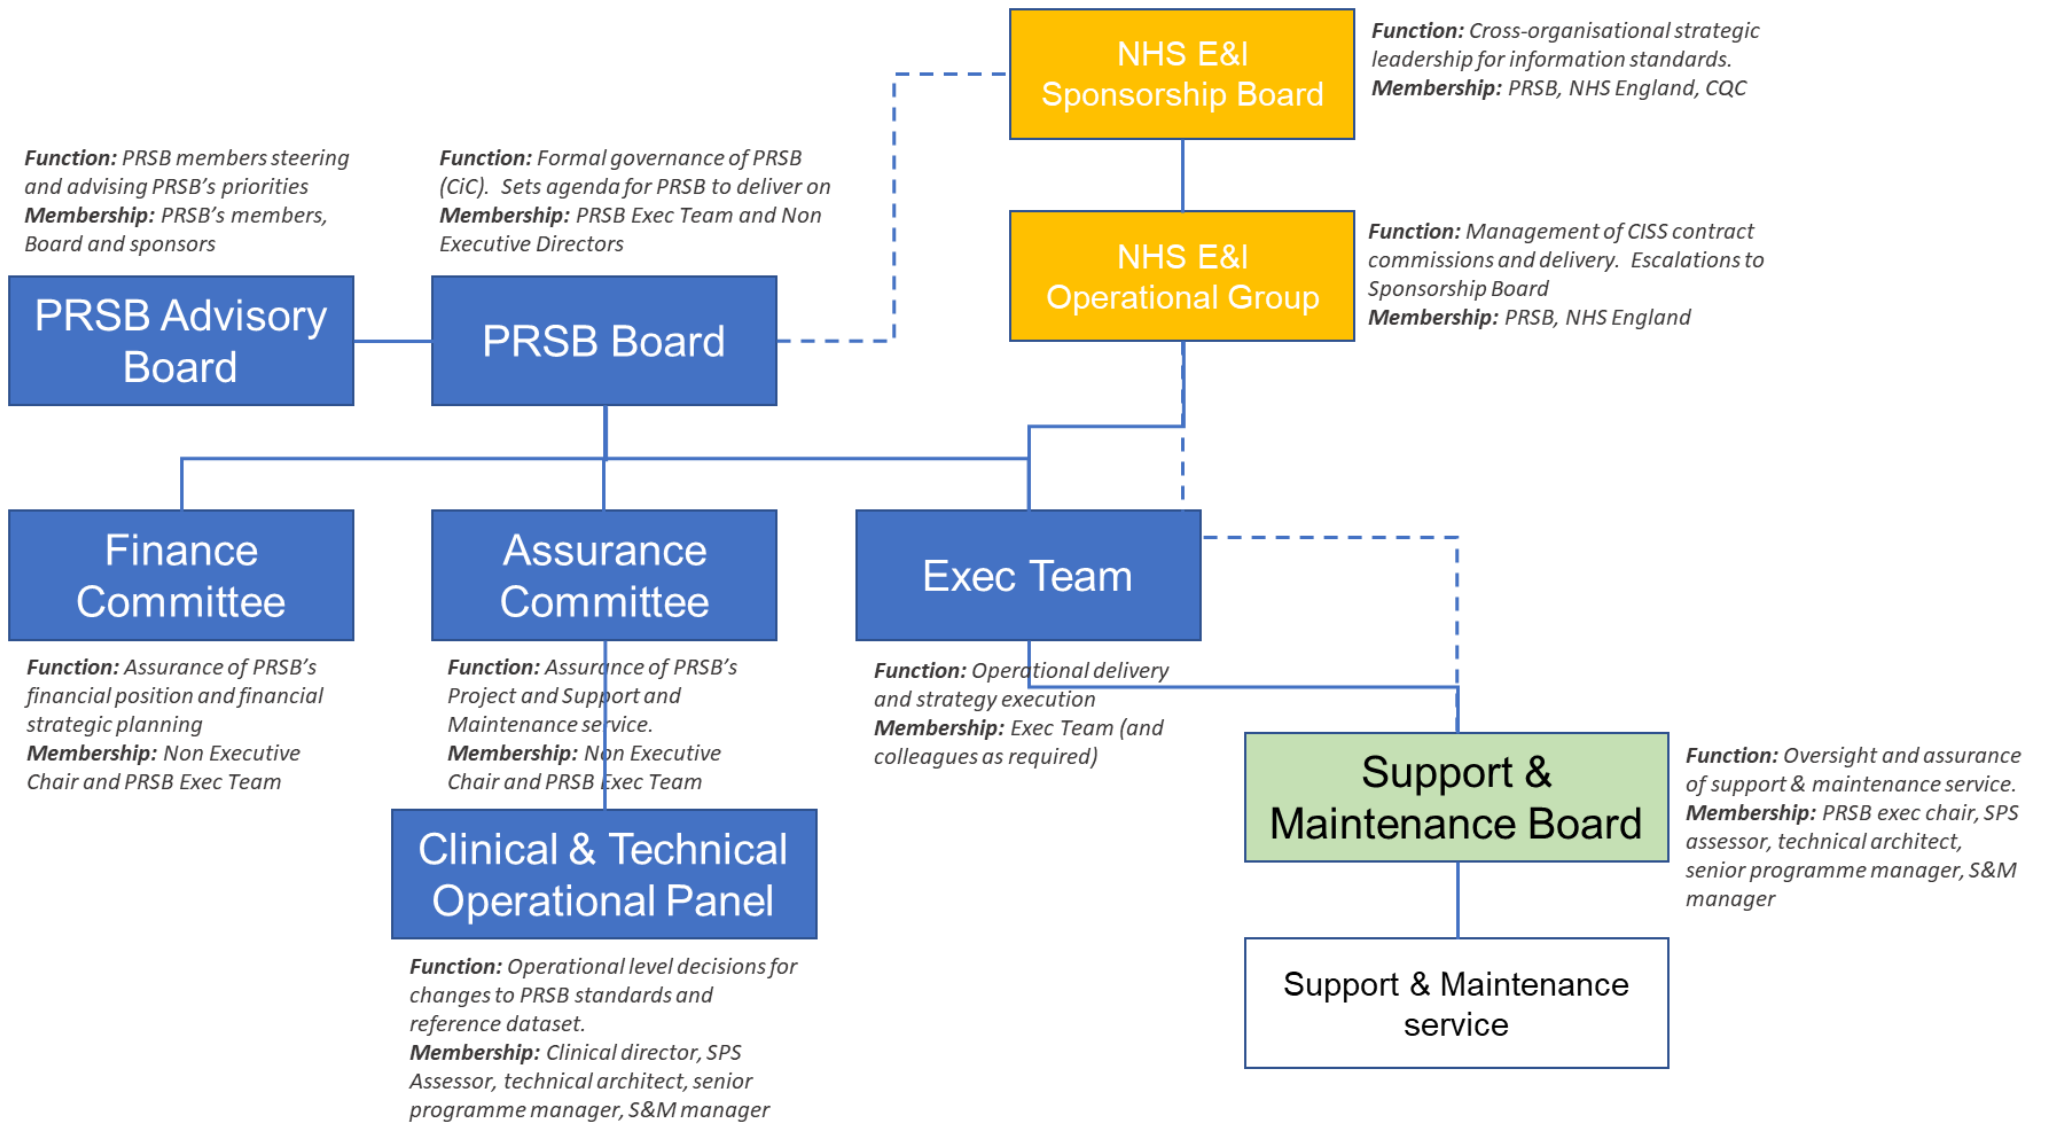 NHS E&I
Sponsorship Board
Function: Cross-organisational strategic
leadership for information standards.
Membership: PRSB, NHS England, CQC
Function: PRSB members steering
and advising PRSB's priorities
Membership: PRSB's members,
Board and sponsors
Function: Formal governance of PRSB
(CiC).  Sets agenda for PRSB to deliver on
Membership: PRSB Exec Team and Non
Executive Directors
NHS E&I
Operational Group
Function: Management of CISS contract
commissions and delivery.  Escalations to
Sponsorship Board
Membership: PRSB, NHS England
PRSB Advisory
Board
PRSB Board
Finance
Committee
Assurance
Committee
Exec Team
Function: Assurance of PRSB's
financial position and financial
strategic planning
Membership: Non Executive
Chair and PRSB Exec Team
Function: Assurance of PRSB's
Project and Support and
Maintenance service.
Membership: Non Executive
Chair and PRSB Exec Team
Function: Operational delivery
and strategy execution
Membership: Exec Team (and
colleagues as required)
Support &
Maintenance Board
Function: Oversight and assurance
of support & maintenance service.
Membership: PRSB exec chair, SPS
assessor, technical architect,
senior programme manager, S&M
manager
Clinical & Technical
Operational Panel
Function: Operational level decisions for
changes to PRSB standards and
reference dataset.
Membership: Clinical director, SPS
Assessor, technical architect, senior
programme manager, S&M manager
Support & Maintenance
service